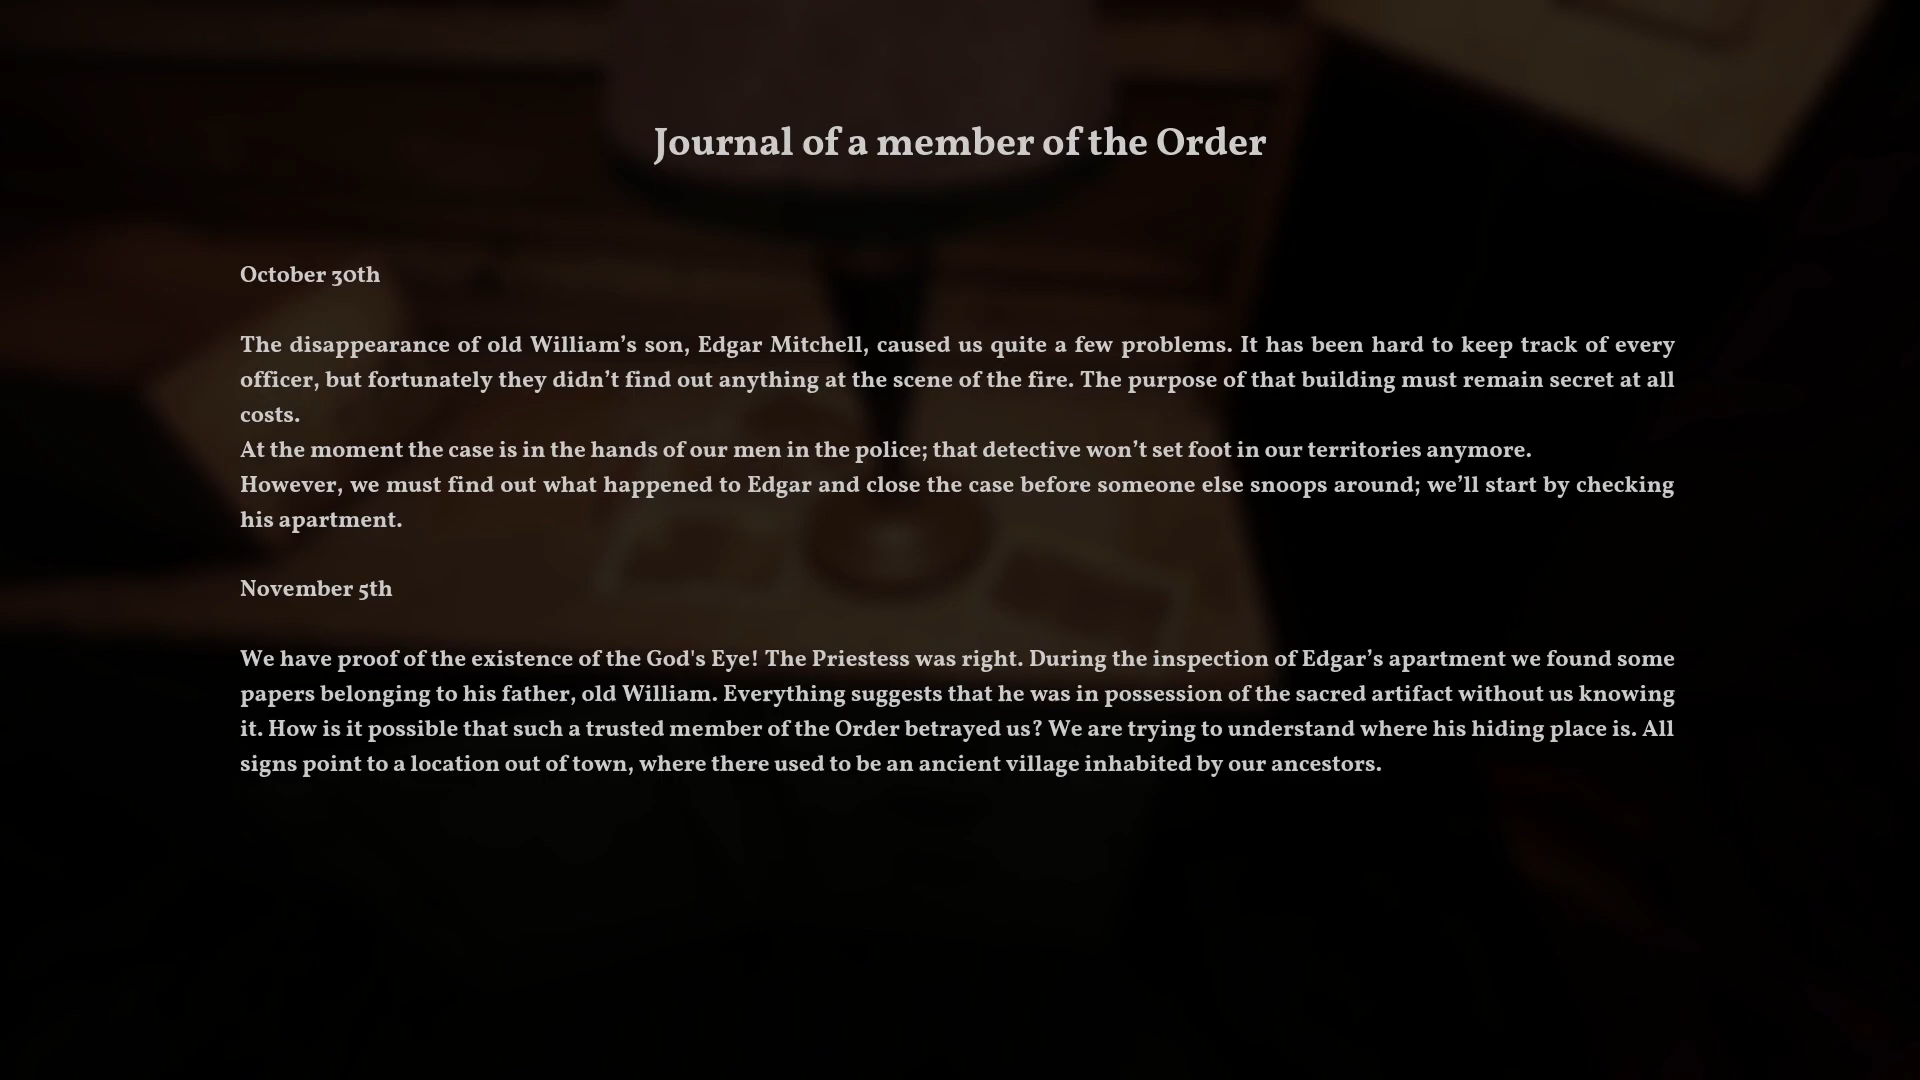 Journal of a member of the Order
October 30th
The disappearance of old William’s son, Edgar Mitchell, caused us quite a few problems. It has been hard to keep track of every
officer, but fortunately they didn’t find out anything at the scene of the fire. The purpose of that building must remain secret at all
costs.
At the moment the case is in the hands of our men in the police; that detective won’t set foot in our territories anymore.
However, we must find out what happened to Edgar and close the case before someone else snoops around; we’ll start by checking
his apartment.
November 5th
We have proof of the existence of the God's Eye! The Priestess was right. During the inspection of Edgar’s apartment we found some
papers belonging to his father, old William. Everything suggests that he was in possession of the sacred artifact without us knowing
it. How is it possible that such a trusted member of the Order betrayed us? We are trying to understand where his hiding place is. All
signs point to a location out of town, where there used to be an ancient village inhabited by our ancestors.